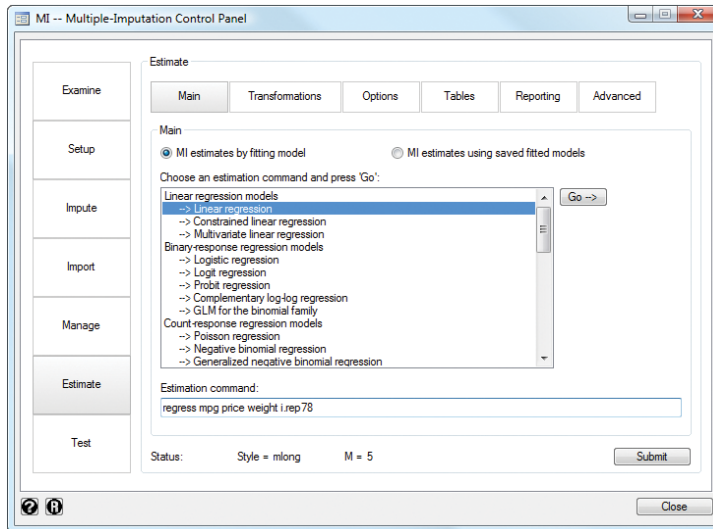 MI -- Multiple-Imputation Control Panel
Examine
Setup
Impute
Import
Manage
Estimate
Test
Estimate
Main Transformations Options Tables Reporting Advanced
Main
MI estimates by fitting model MI estimates using saved fitted models
Choose an estimation command and press 'Go':
Go -->
Linear regression models
--> Linear regression
--> Constrained linear regression
--> Multivariate linear regression
Binary-response regression models
--> Logistic regression
--> Logit regression
--> Probit regression
--> Complementary log-log regression
--> GLM for the binomial family
Count-response regression models
--> Poisson regression
--> Negative binomial regression
--> Generalized negative binomial regression
Estimation command:
regress mpg price weight i.rep78
Status: Style = mlong M = 5
Submit
? R
Close